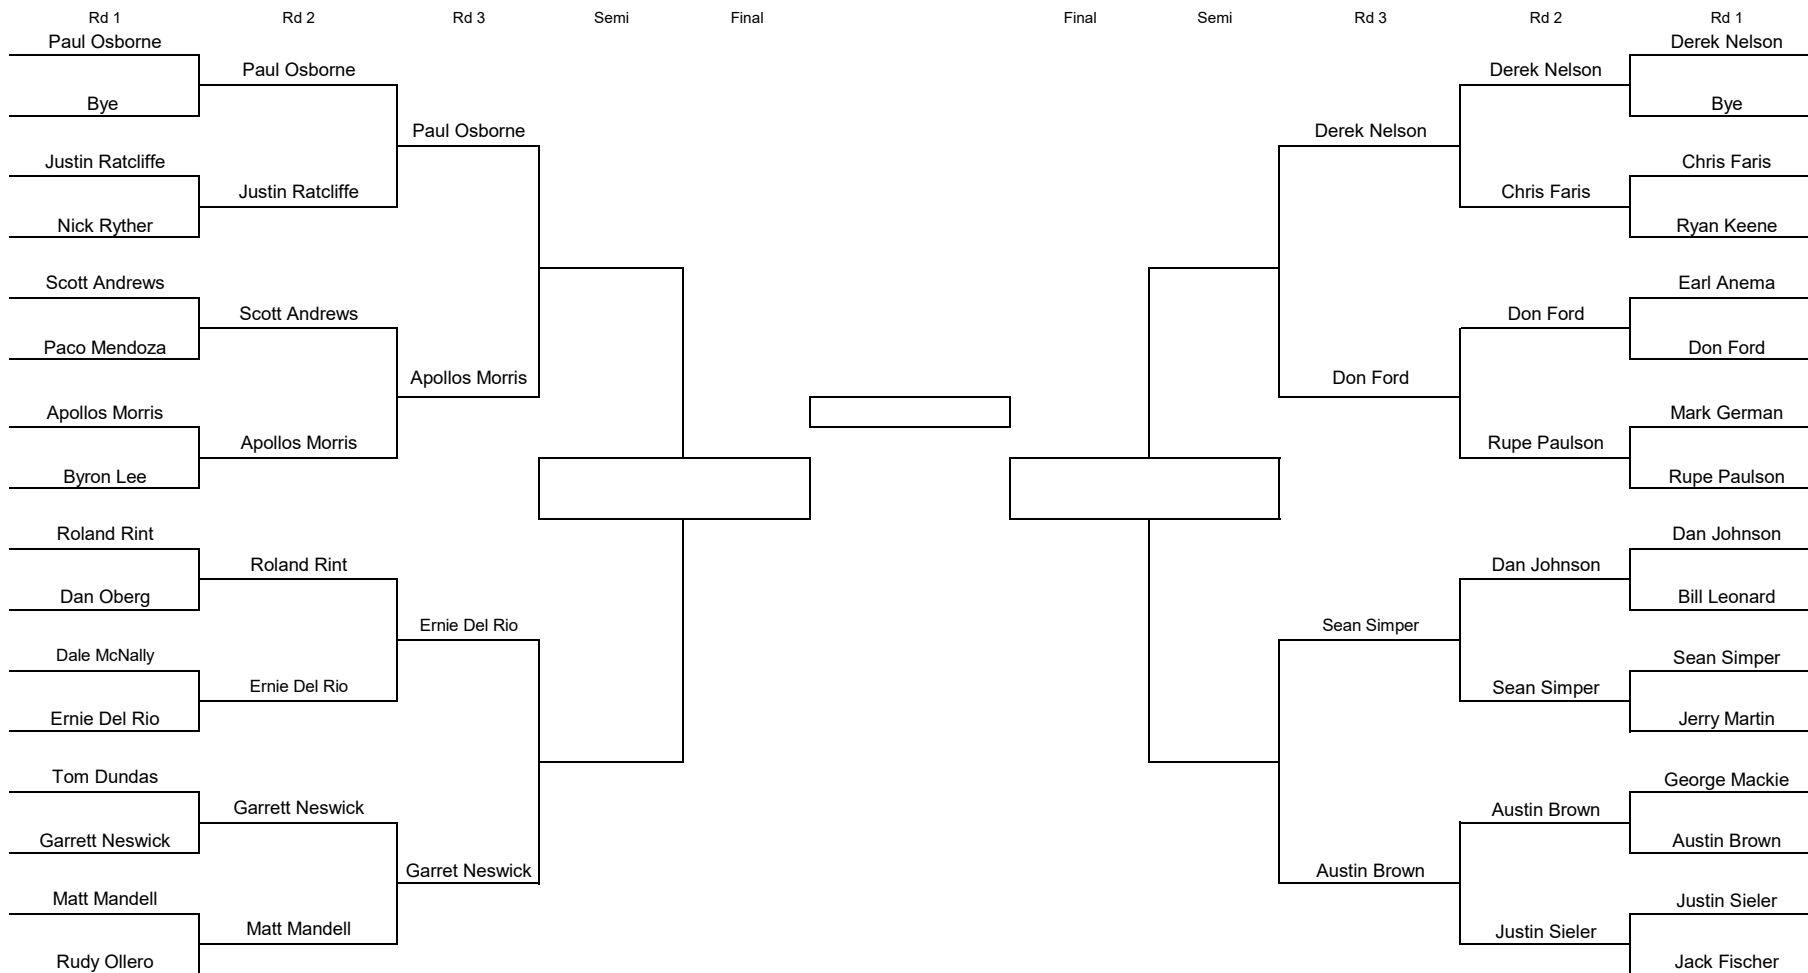 Rd 1 Rd 2 Rd 3 Semi Final Final Semi Rd 3 Rd 2 Rd 1
Paul Osborne Derek Nelson
Paul Osborne Derek Nelson
Bye Bye
Paul Osborne Derek Nelson
Justin Ratcliffe Chris Faris
Justin Ratcliffe Chris Faris
Nick Ryther Ryan Keene
Scott Andrews Earl Anema
Scott Andrews Don Ford
Paco Mendoza Don Ford
Apollos Morris Don Ford
Apollos Morris Mark German
Apollos Morris Rupe Paulson
Byron Lee Rupe Paulson
Roland Rint Dan Johnson
Roland Rint Dan Johnson
Dan Oberg Bill Leonard
Ernie Del Rio Sean Simper
Dale McNally Sean Simper
Ernie Del Rio Sean Simper
Ernie Del Rio Jerry Martin
Tom Dundas George Mackie
Garrett Neswick Austin Brown
Garrett Neswick Austin Brown
Garret Neswick Austin Brown
Matt Mandell Justin Sieler
Matt Mandell Justin Sieler
Rudy Ollero Jack Fischer